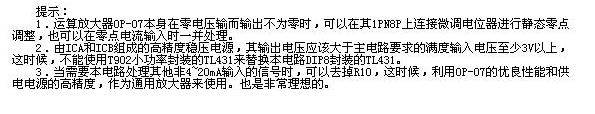 提示：
1．运算放大器OP-07本身在零电压输而输出不为零时，可以在其1PN8P上连接微调电位器进行静态零点
调整，也可以在零点电流输入时一并处理。
2．由ICA和ICB组成的高精度稳压电源，其输出电压应该大于主电路要求的满度输入电压至少3V以上，
这时候，不能使用T902小功率封装的TL431来替换本电路DIP8封装的TL431。
3．当需要本电路处理其他非4~20mA输入的信号时，可以去掉R10，这时候，利用OP-07的优良性能和供
电电源的高精度，作为通用放大器来使用。也是非常理想的。